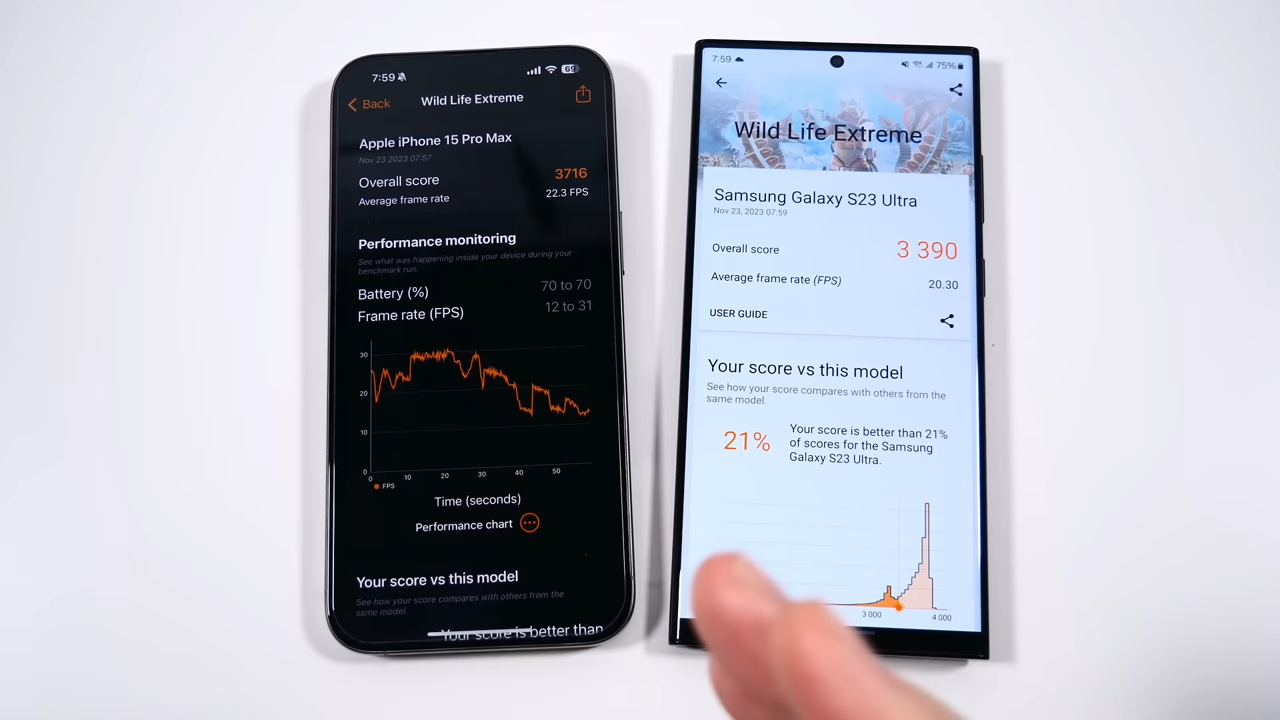 7:59
69
Back
Wild Life Extreme
Apple iPhone 15 Pro Max
Nov 23 2023 07:57
Overall score
3716
Average frame rate
22.3 FPS
Performance monitoring
See what was happening inside your device during your
benchmark run.
Battery (%)
70 to 70
Frame rate (FPS)
12 to 31
30
20
10
0
0 10 20 30 40 50
FPS
Time (seconds)
Performance chart
Your score vs this model
See how your score compares with others from the
same model.
Your score is better than
7:59
75%
Wild Life Extreme
Samsung Galaxy S23 Ultra
Nov 23, 2023 07:59
Overall score
3 390
Average frame rate (FPS)
20.30
USER GUIDE
Your score vs this model
See how your score compares with others from the
same model.
21%
Your score is better than 21%
of scores for the Samsung
Galaxy S23 Ultra.
3 000 4 000